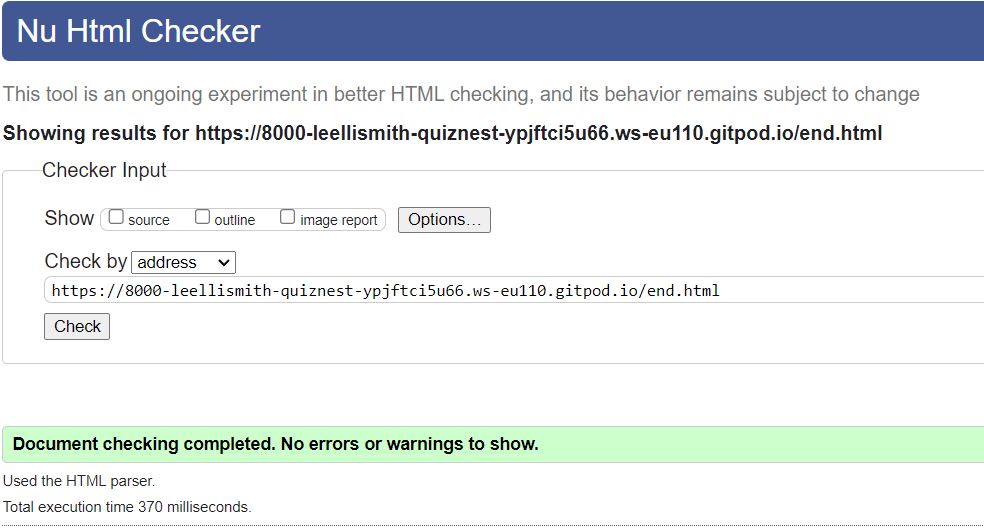 Nu Html Checker
This tool is an ongoing experiment in better HTML checking, and its behavior remains subject to change
Showing results for https://8000-leellismith-quiznest-ypjftci5u66.ws-eu110.gitpod.io/end.html
Checker Input
Show source outline image report Options...
Check by address
https://8000-leellismith-quiznest-ypjftci5u66.ws-eu110.gitpod.io/end.html
Check
Document checking completed. No errors or warnings to show.
Used the HTML parser.
Total execution time 370 milliseconds.